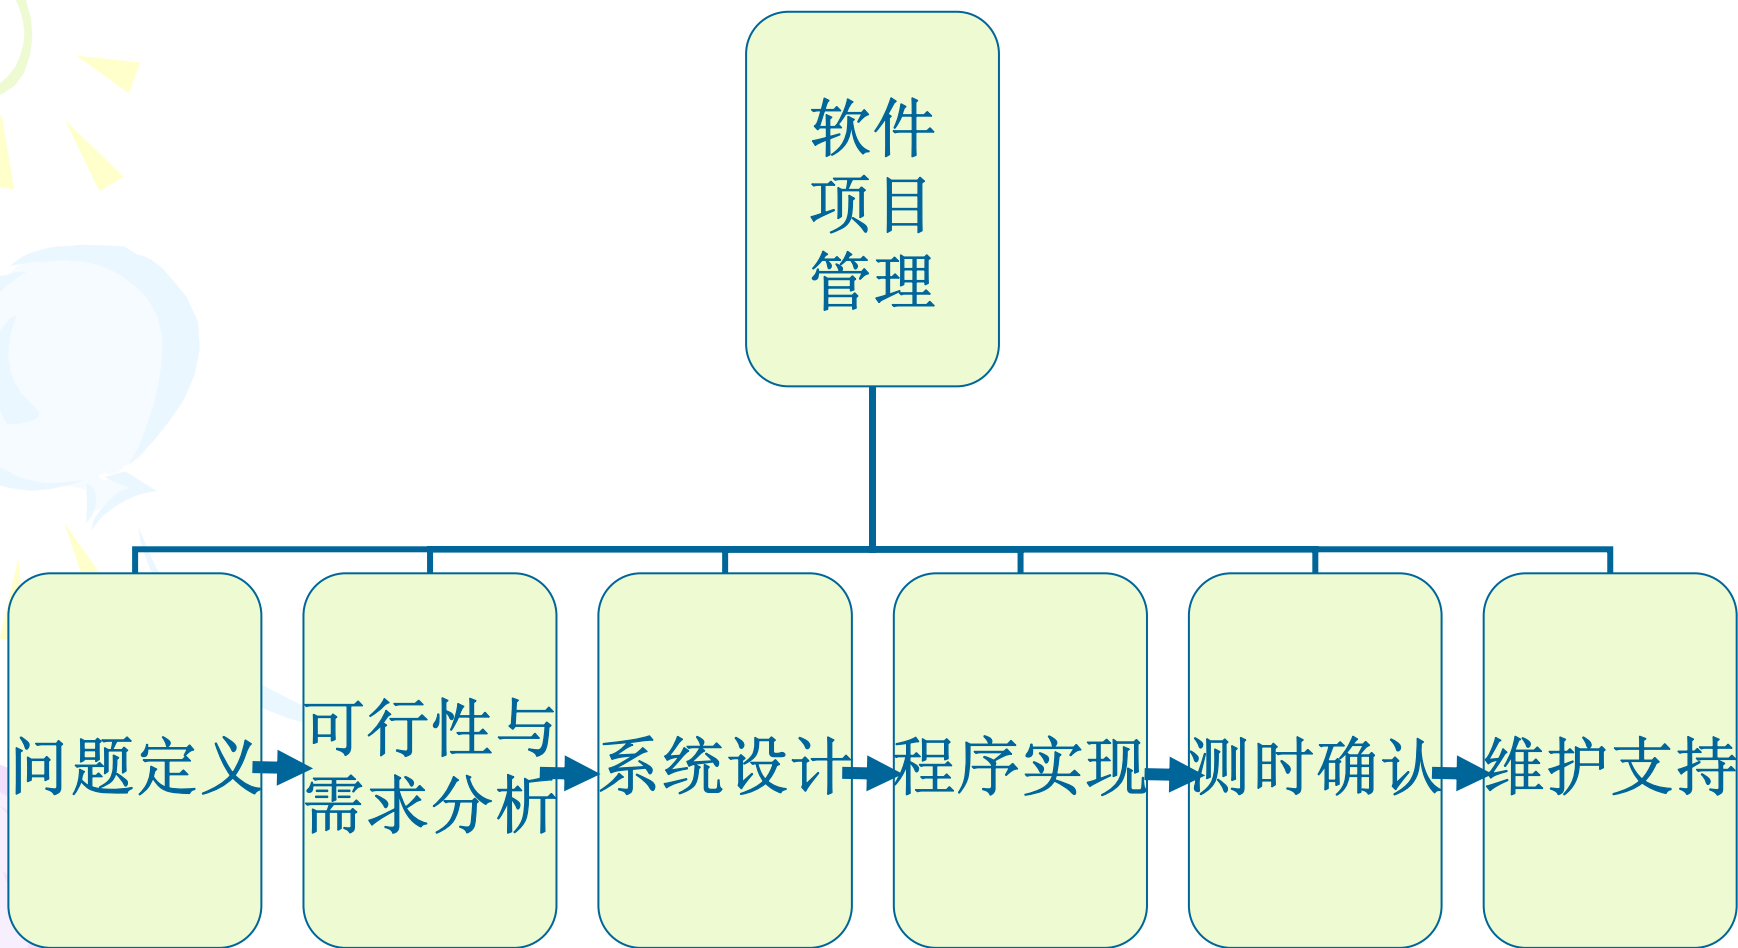 软件
项目
管理
问题定义
可行性与
需求分析
系统设计
程序实现
测时确认
维护支持